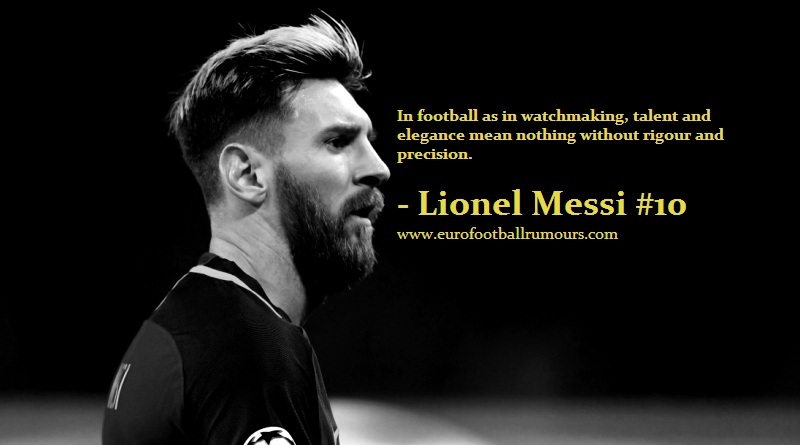 In football as in watchmaking, talent and
elegance mean nothing without rigour and
precision.
- Lionel Messi #10
www.eurofootballrumours.com